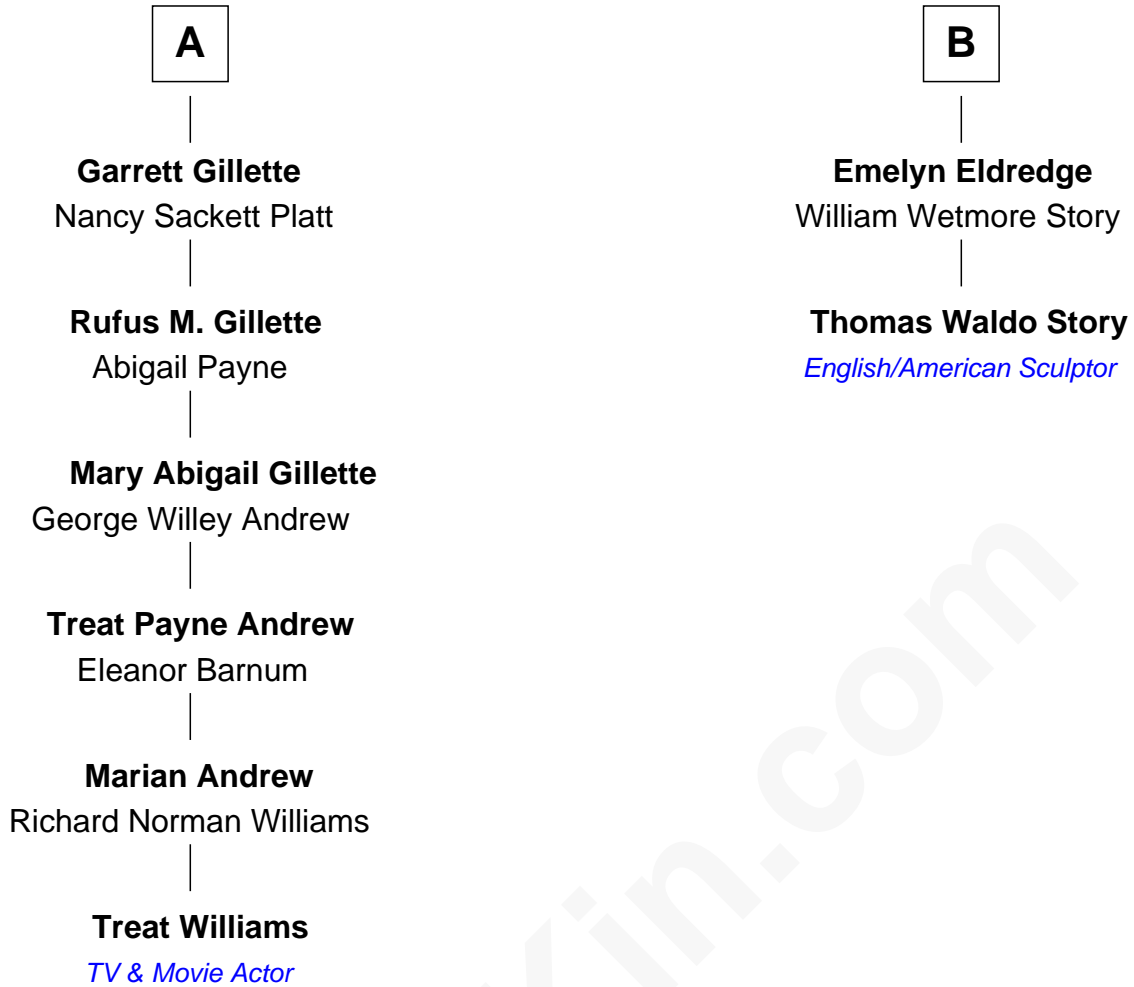 A
Garrett Gillette
Nancy Sackett Platt
Rufus M. Gillette
Abigail Payne
Mary Abigail Gillette
George Willey Andrew
Treat Payne Andrew
Eleanor Barnum
Marian Andrew
Richard Norman Williams
Treat Williams
TV & Movie Actor
B
Emelyn Eldredge
William Wetmore Story
Thomas Waldo Story
English/American Sculptor
Kin.com